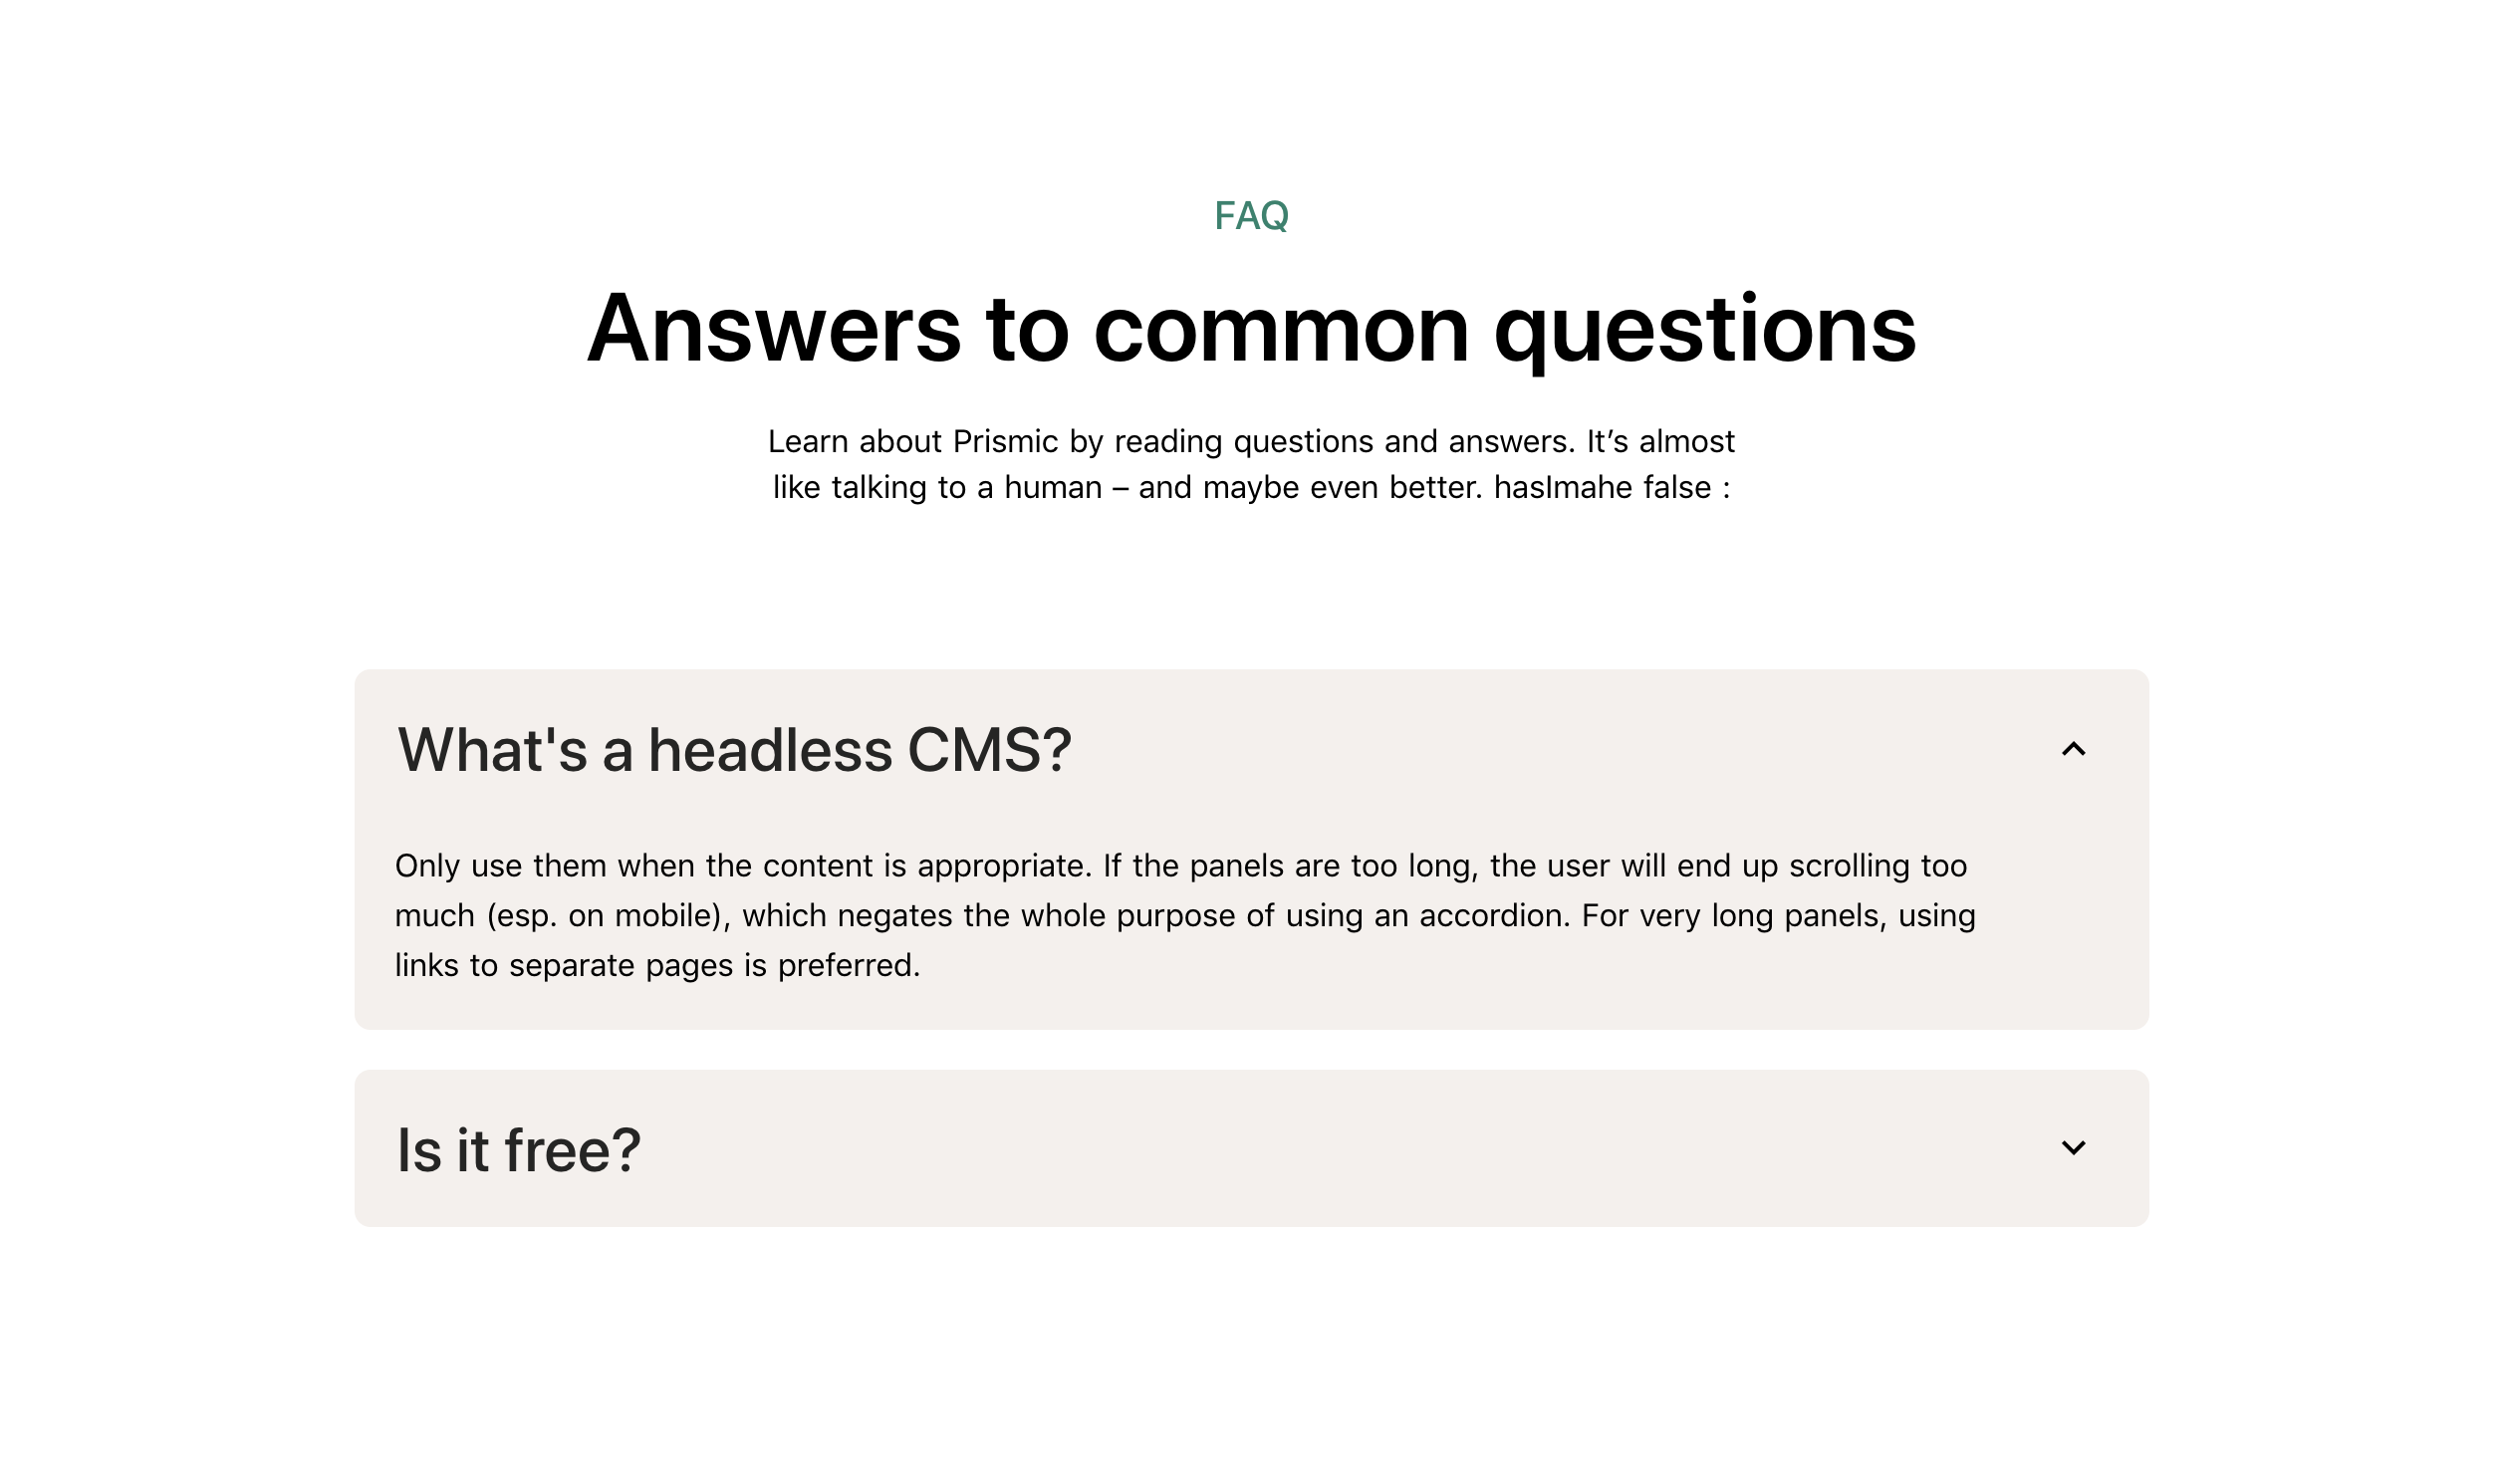 FAQ
Answers to common questions
Learn about Prismic by reading questions and answers. It’s almost
like talking to a human – and maybe even better. hasImahe false :
What's a headless CMS?
Only use them when the content is appropriate. If the panels are too long, the user will end up scrolling too
much (esp. on mobile), which negates the whole purpose of using an accordion. For very long panels, using
links to separate pages is preferred.
Is it free?